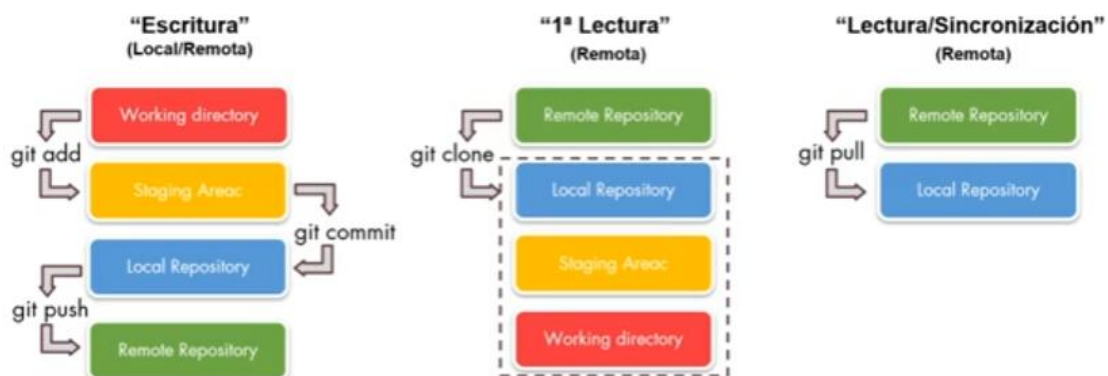 “Escritura”
(Local/Remota)
Working directory
git add
Staging Areac
git commit
Local Repository
git push
Remote Repository
“1ª Lectura”
(Remota)
Remote Repository
git clone
Local Repository
Staging Areac
Working directory
“Lectura/Sincronización”
(Remota)
Remote Repository
git pull
Local Repository